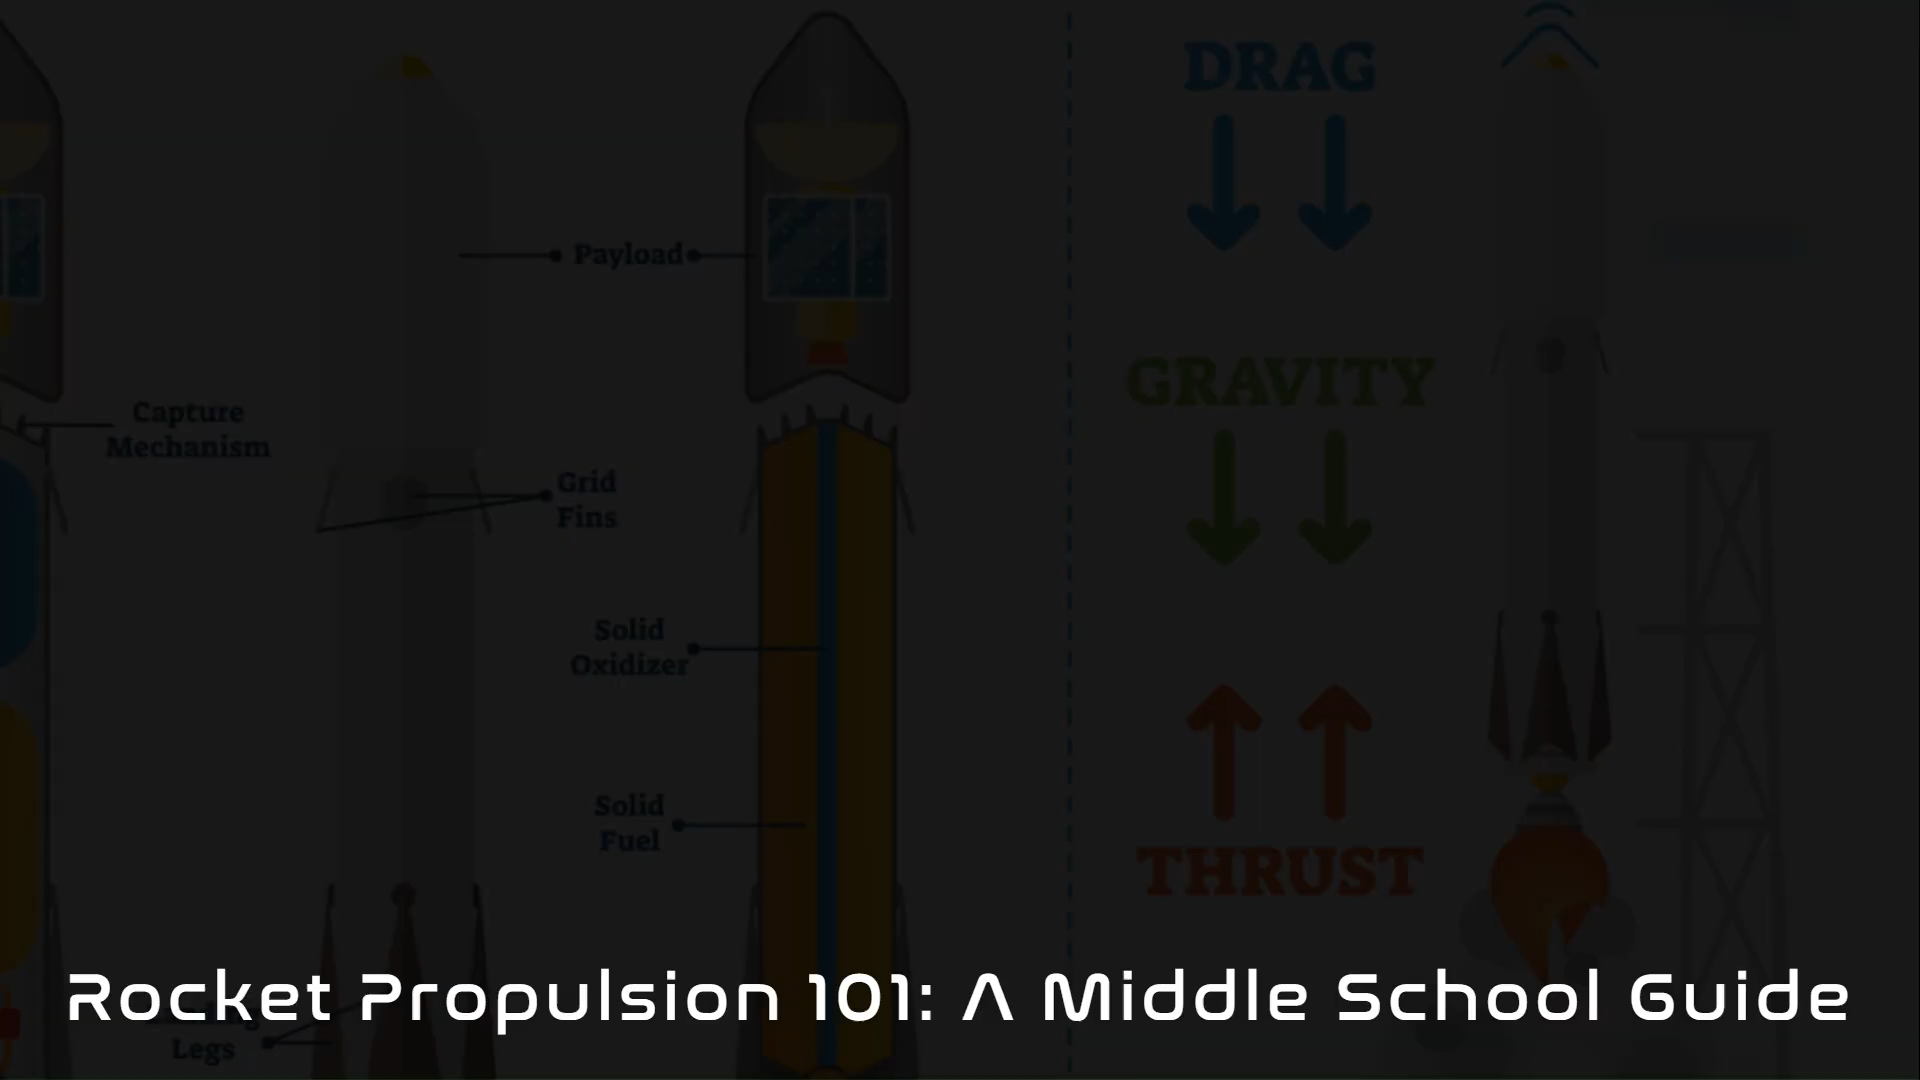 DRAG
Payload
GRAVITY
Capture
Mechanism
Grid
Fins
Solid
Oxidizer
Solid
Fuel
THRUST
Rocket Propulsion 101: A Middle School Guide
Legs